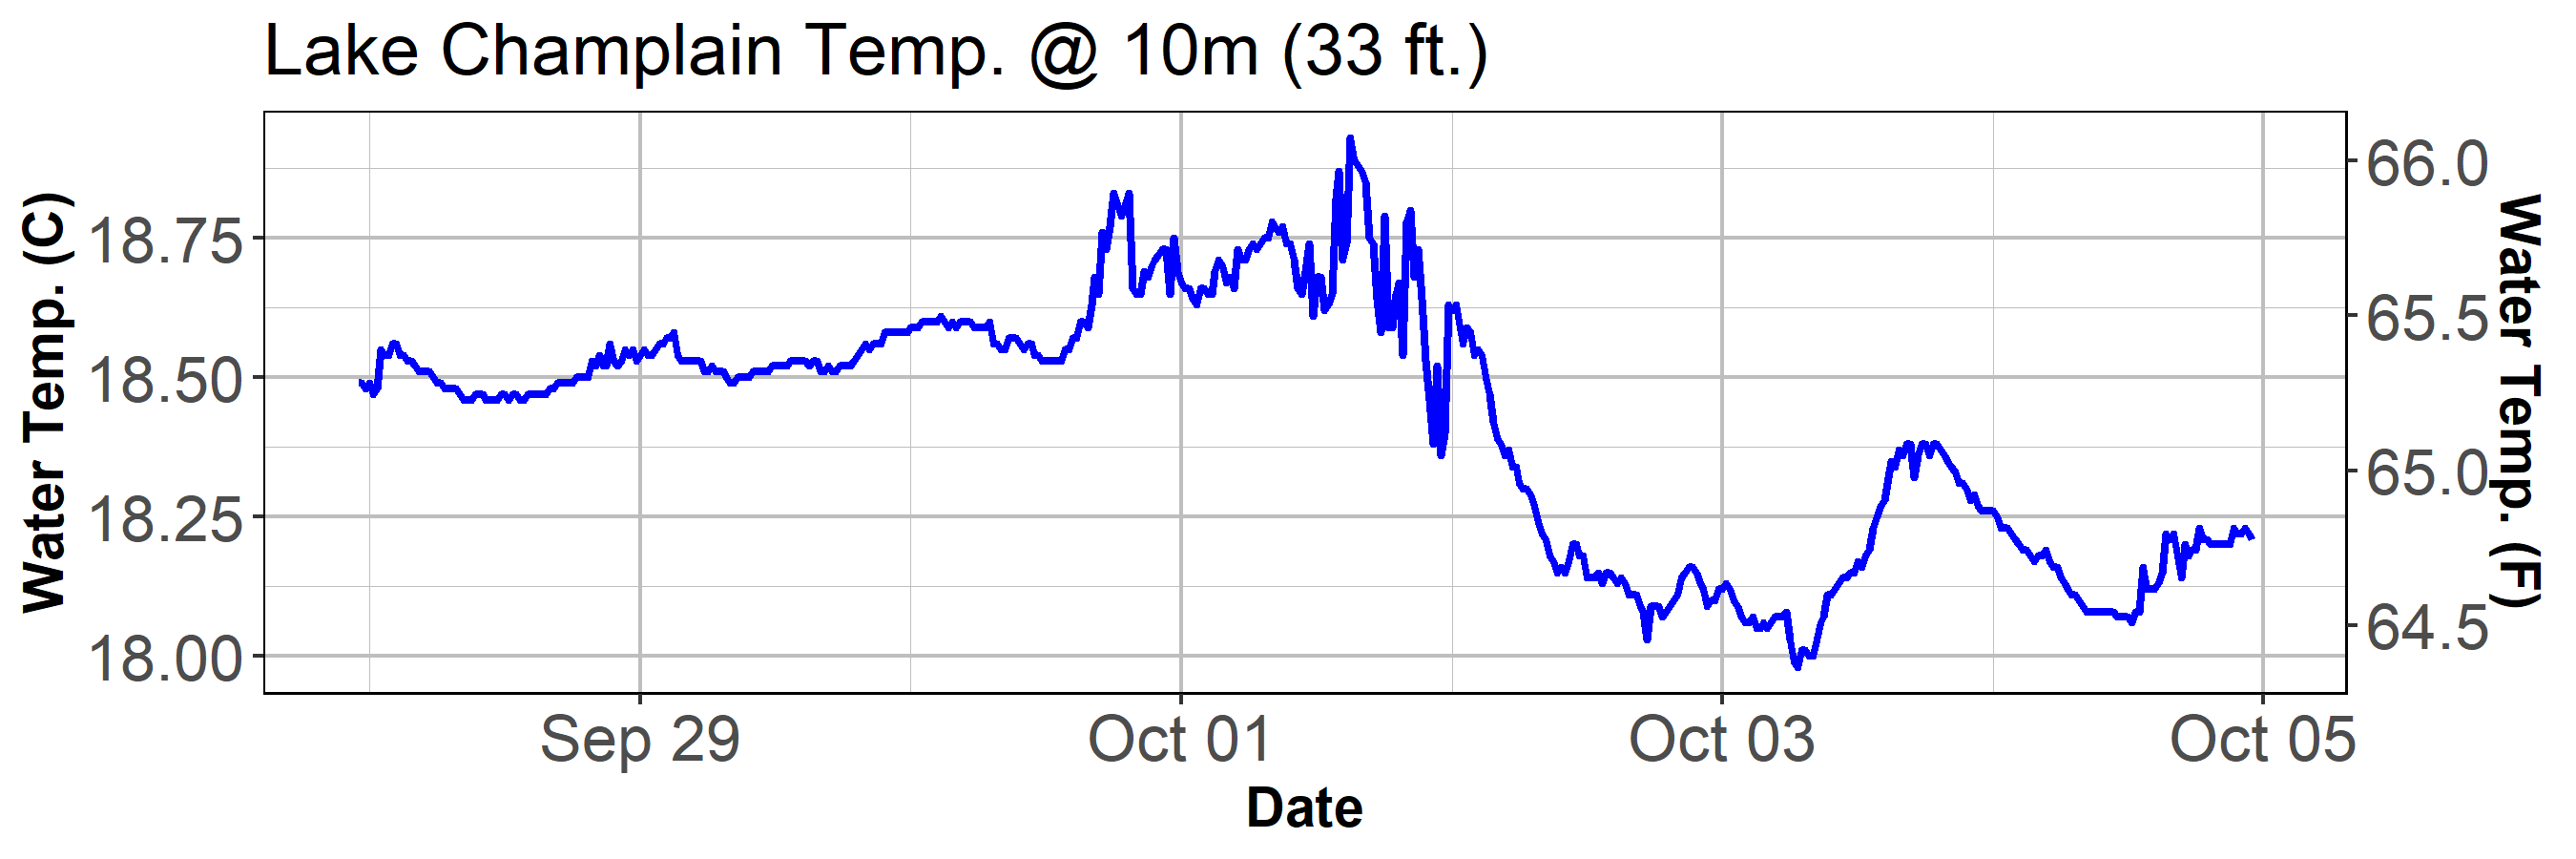 Lake Champlain Temp. @ 10m (33 ft.)
Water Temp. (C)
18.75
18.50
18.25
18.00
66.0
65.5
65.0
64.5
Water Temp. (F)
Sep 29
Oct 01
Oct 03
Oct 05
Date